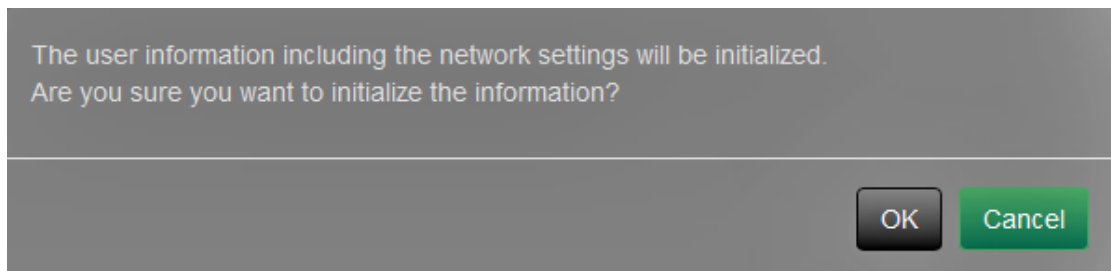 The user information including the network settings will be initialized.
Are you sure you want to initialize the information?
OK
Cancel